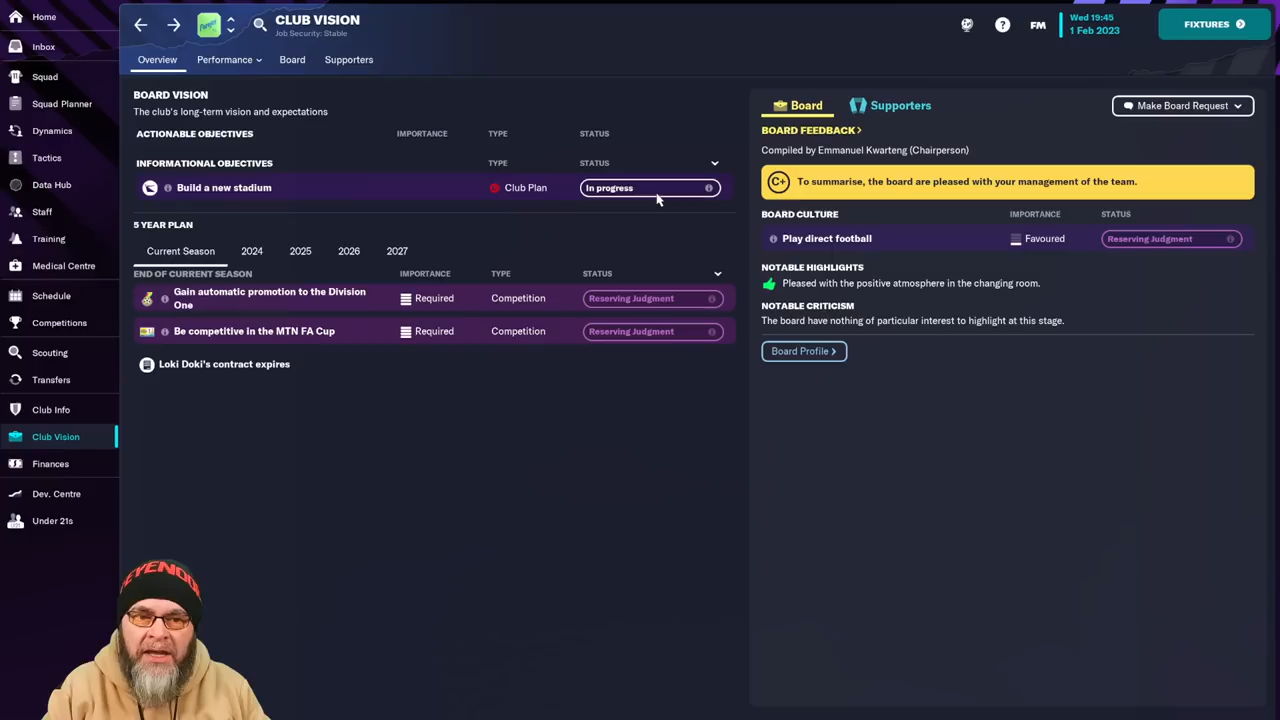 Home
Inbox
Squad
Squad Planner
Dynamics
Tactics
Data Hub
Staff
Training
Medical Centre
Schedule
Competitions
Scouting
Transfers
Club Info
Club Vision
Finances
Dev. Centre
Under 21s
CLUB VISION
Job Security: Stable
FM
Wed 19:45
1 Feb 2023
FIXTURES
Overview
Performance
Board
Supporters
BOARD VISION
The club's long-term vision and expectations
ACTIONABLE OBJECTIVES IMPORTANCE TYPE STATUS
INFORMATIONAL OBJECTIVES TYPE STATUS
Build a new stadium Club Plan In progress
5 YEAR PLAN
Current Season 2024 2025 2026 2027
END OF CURRENT SEASON IMPORTANCE TYPE STATUS
Gain automatic promotion to the Division
One Required Competition Reserving Judgment
Be competitive in the MTN FA Cup Required Competition Reserving Judgment
Loki Doki's contract expires
Board Supporters Make Board Request
BOARD FEEDBACK
Compiled by Emmanuel Kwarteng (Chairperson)
C+ To summarise, the board are pleased with your management of the team.
BOARD CULTURE IMPORTANCE STATUS
Play direct football Favoured Reserving Judgment
NOTABLE HIGHLIGHTS
Pleased with the positive atmosphere in the changing room.
NOTABLE CRITICISM
The board have nothing of particular interest to highlight at this stage.
Board Profile